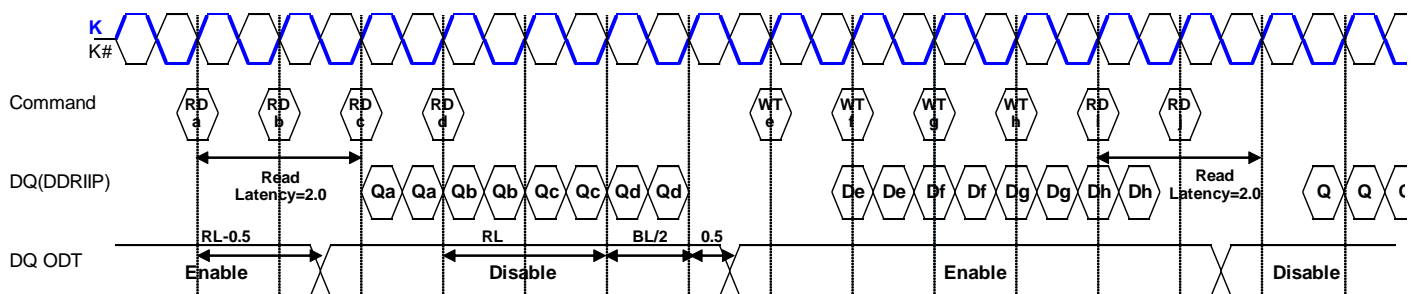 K
K#
Command
RD a RD b RD c RD d WT e WT f WT g WT h RD i RD j
Read Latency=2.0 Read Latency=2.0
DQ(DDRIIP)
Qa Qa Qb Qb Qc Qc Qd Qd De De Df Df Dg Dg Dh Dh Q Q
RL-0.5 RL BL/2 0.5
DQ ODT
Enable Disable Enable Disable